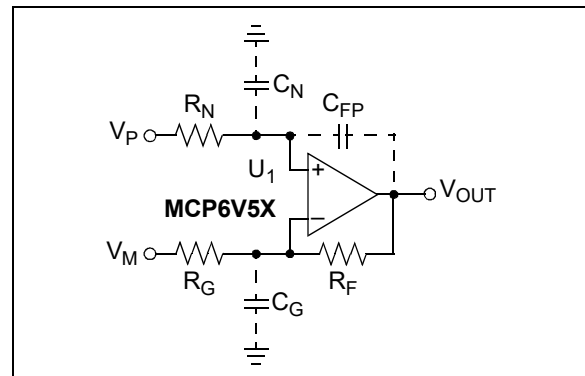 C_N
R_N
C_FP
V_P
U_1
+
V_OUT
MCP6V5X
−
V_M
R_G
R_F
C_G